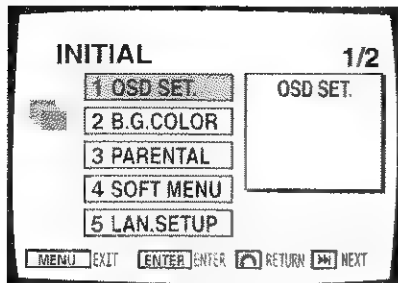 INITIAL 1/2
1 OSD SET. OSD SET.
2 B.G.COLOR
3 PARENTAL
4 SOFT MENU
5 LAN.SETUP
MENU EXIT ENTER ENTER RETURN NEXT